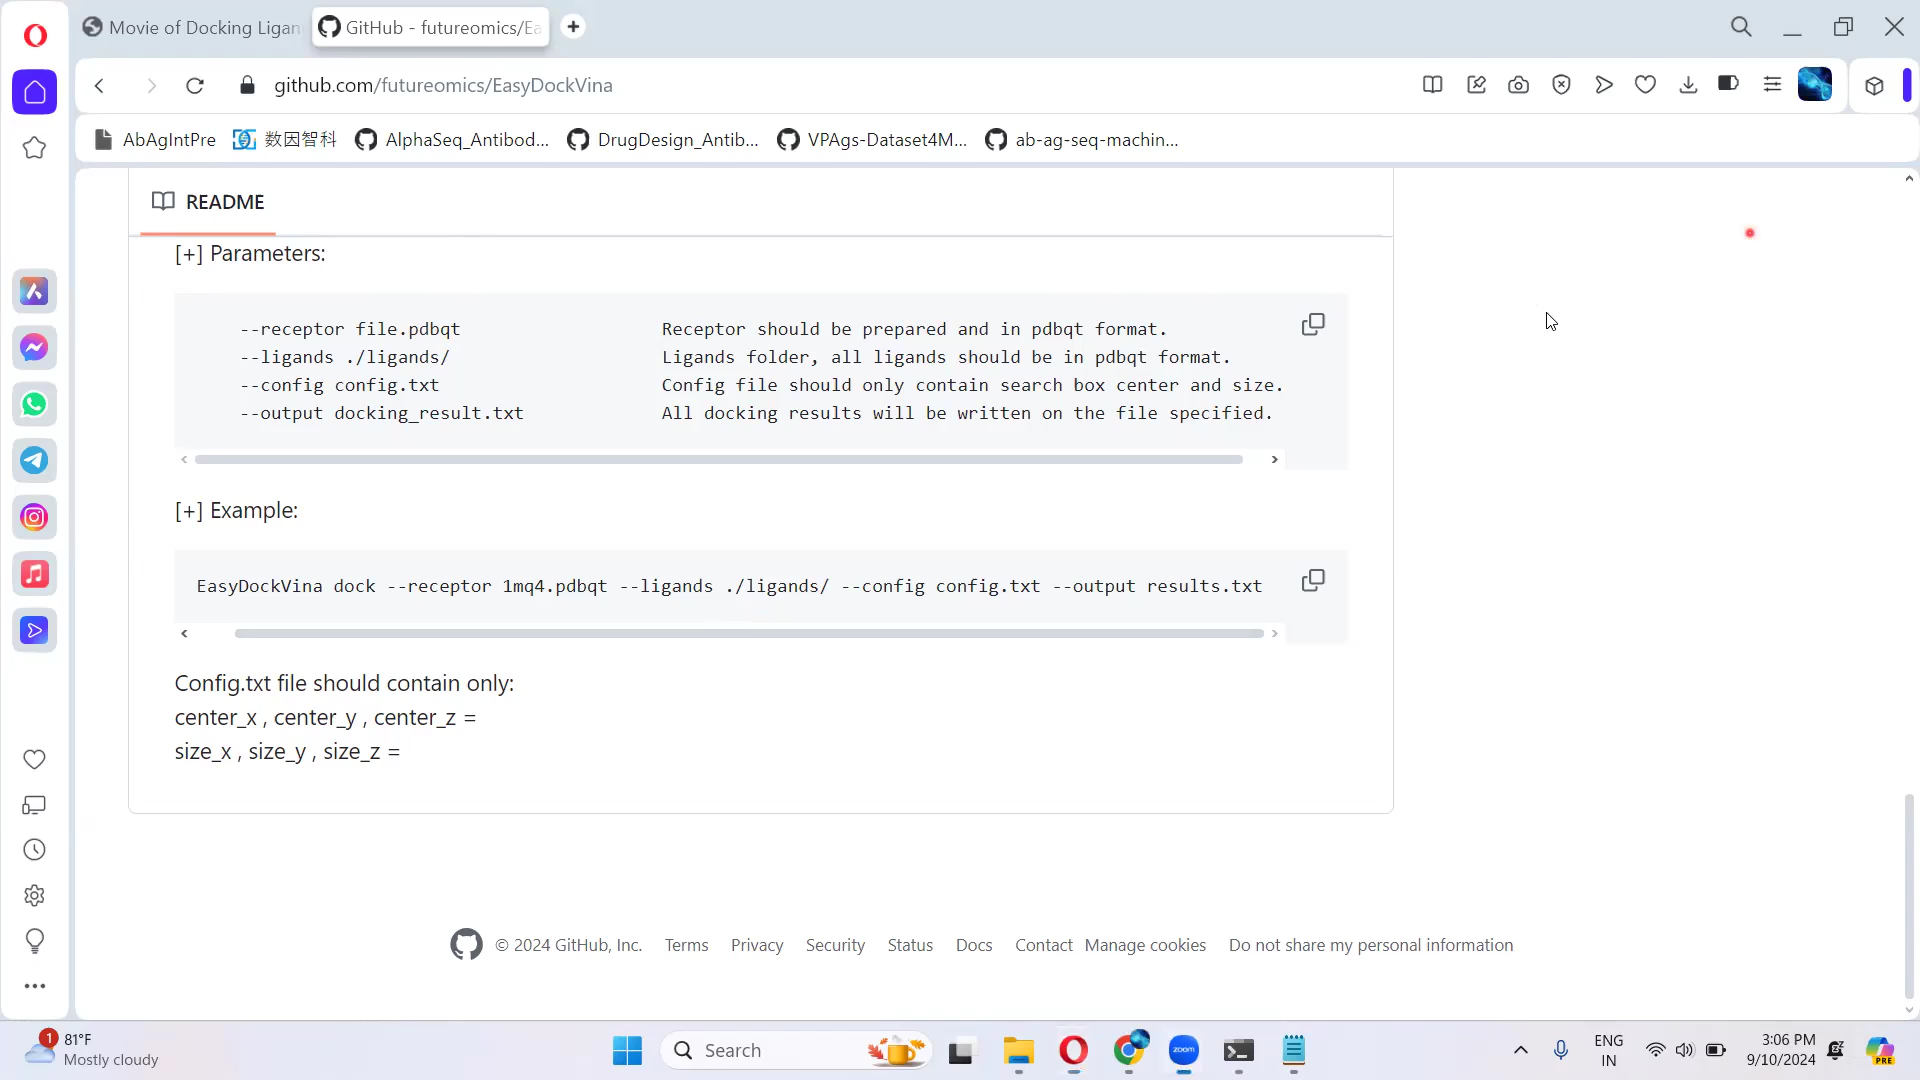 Movie of Docking Ligan
GitHub - futureomics/Ea
github.com/futureomics/EasyDockVina
AbAgIntPre
数因智科
AlphaSeq_Antibod...
DrugDesign_Antib...
VPAgs-Dataset4M...
ab-ag-seq-machin...
README
[+] Parameters:
--receptor file.pdbqt Receptor should be prepared and in pdbqt format.
--ligands ./ligands/ Ligands folder, all ligands should be in pdbqt format.
--config config.txt Config file should only contain search box center and size.
--output docking_result.txt All docking results will be written on the file specified.
[+] Example:
EasyDockVina dock --receptor 1mq4.pdbqt --ligands ./ligands/ --config config.txt --output results.txt
Config.txt file should contain only:
center_x , center_y , center_z =
size_x , size_y , size_z =
© 2024 GitHub, Inc. Terms Privacy Security Status Docs Contact Manage cookies Do not share my personal information
1
81°F
Mostly cloudy
Search
zoom
ENG
IN
3:06 PM
9/10/2024
PRE